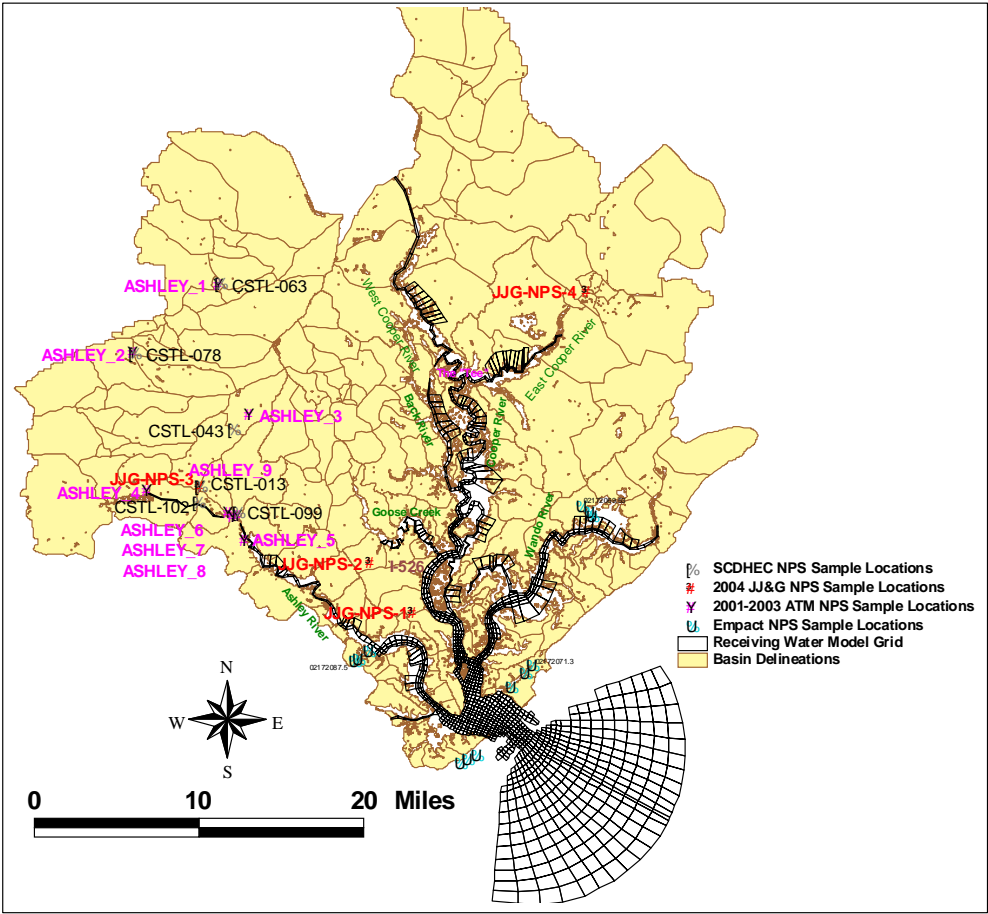 ASHLEY_1 CSTL-063
JJG-NPS-4
West Cooper River
East Cooper River
ASHLEY_2 CSTL-078
Back River
Cooper River
ASHLEY_3
CSTL-043
ASHLEY_9
JJG-NPS-3 CSTL-013
ASHLEY_4
CSTL-102 CSTL-099
Goose Creek
Wando River
ASHLEY_6
ASHLEY_5
ASHLEY_7
JJG-NPS-2 I-526
ASHLEY_8
Ashley River
JJG-NPS-1
02172087.5
02172071.3
SCDHEC NPS Sample Locations
2004 JJ&G NPS Sample Locations
2001-2003 ATM NPS Sample Locations
Empact NPS Sample Locations
Receiving Water Model Grid
Basin Delineations
N
W E
S
0 10 20 Miles